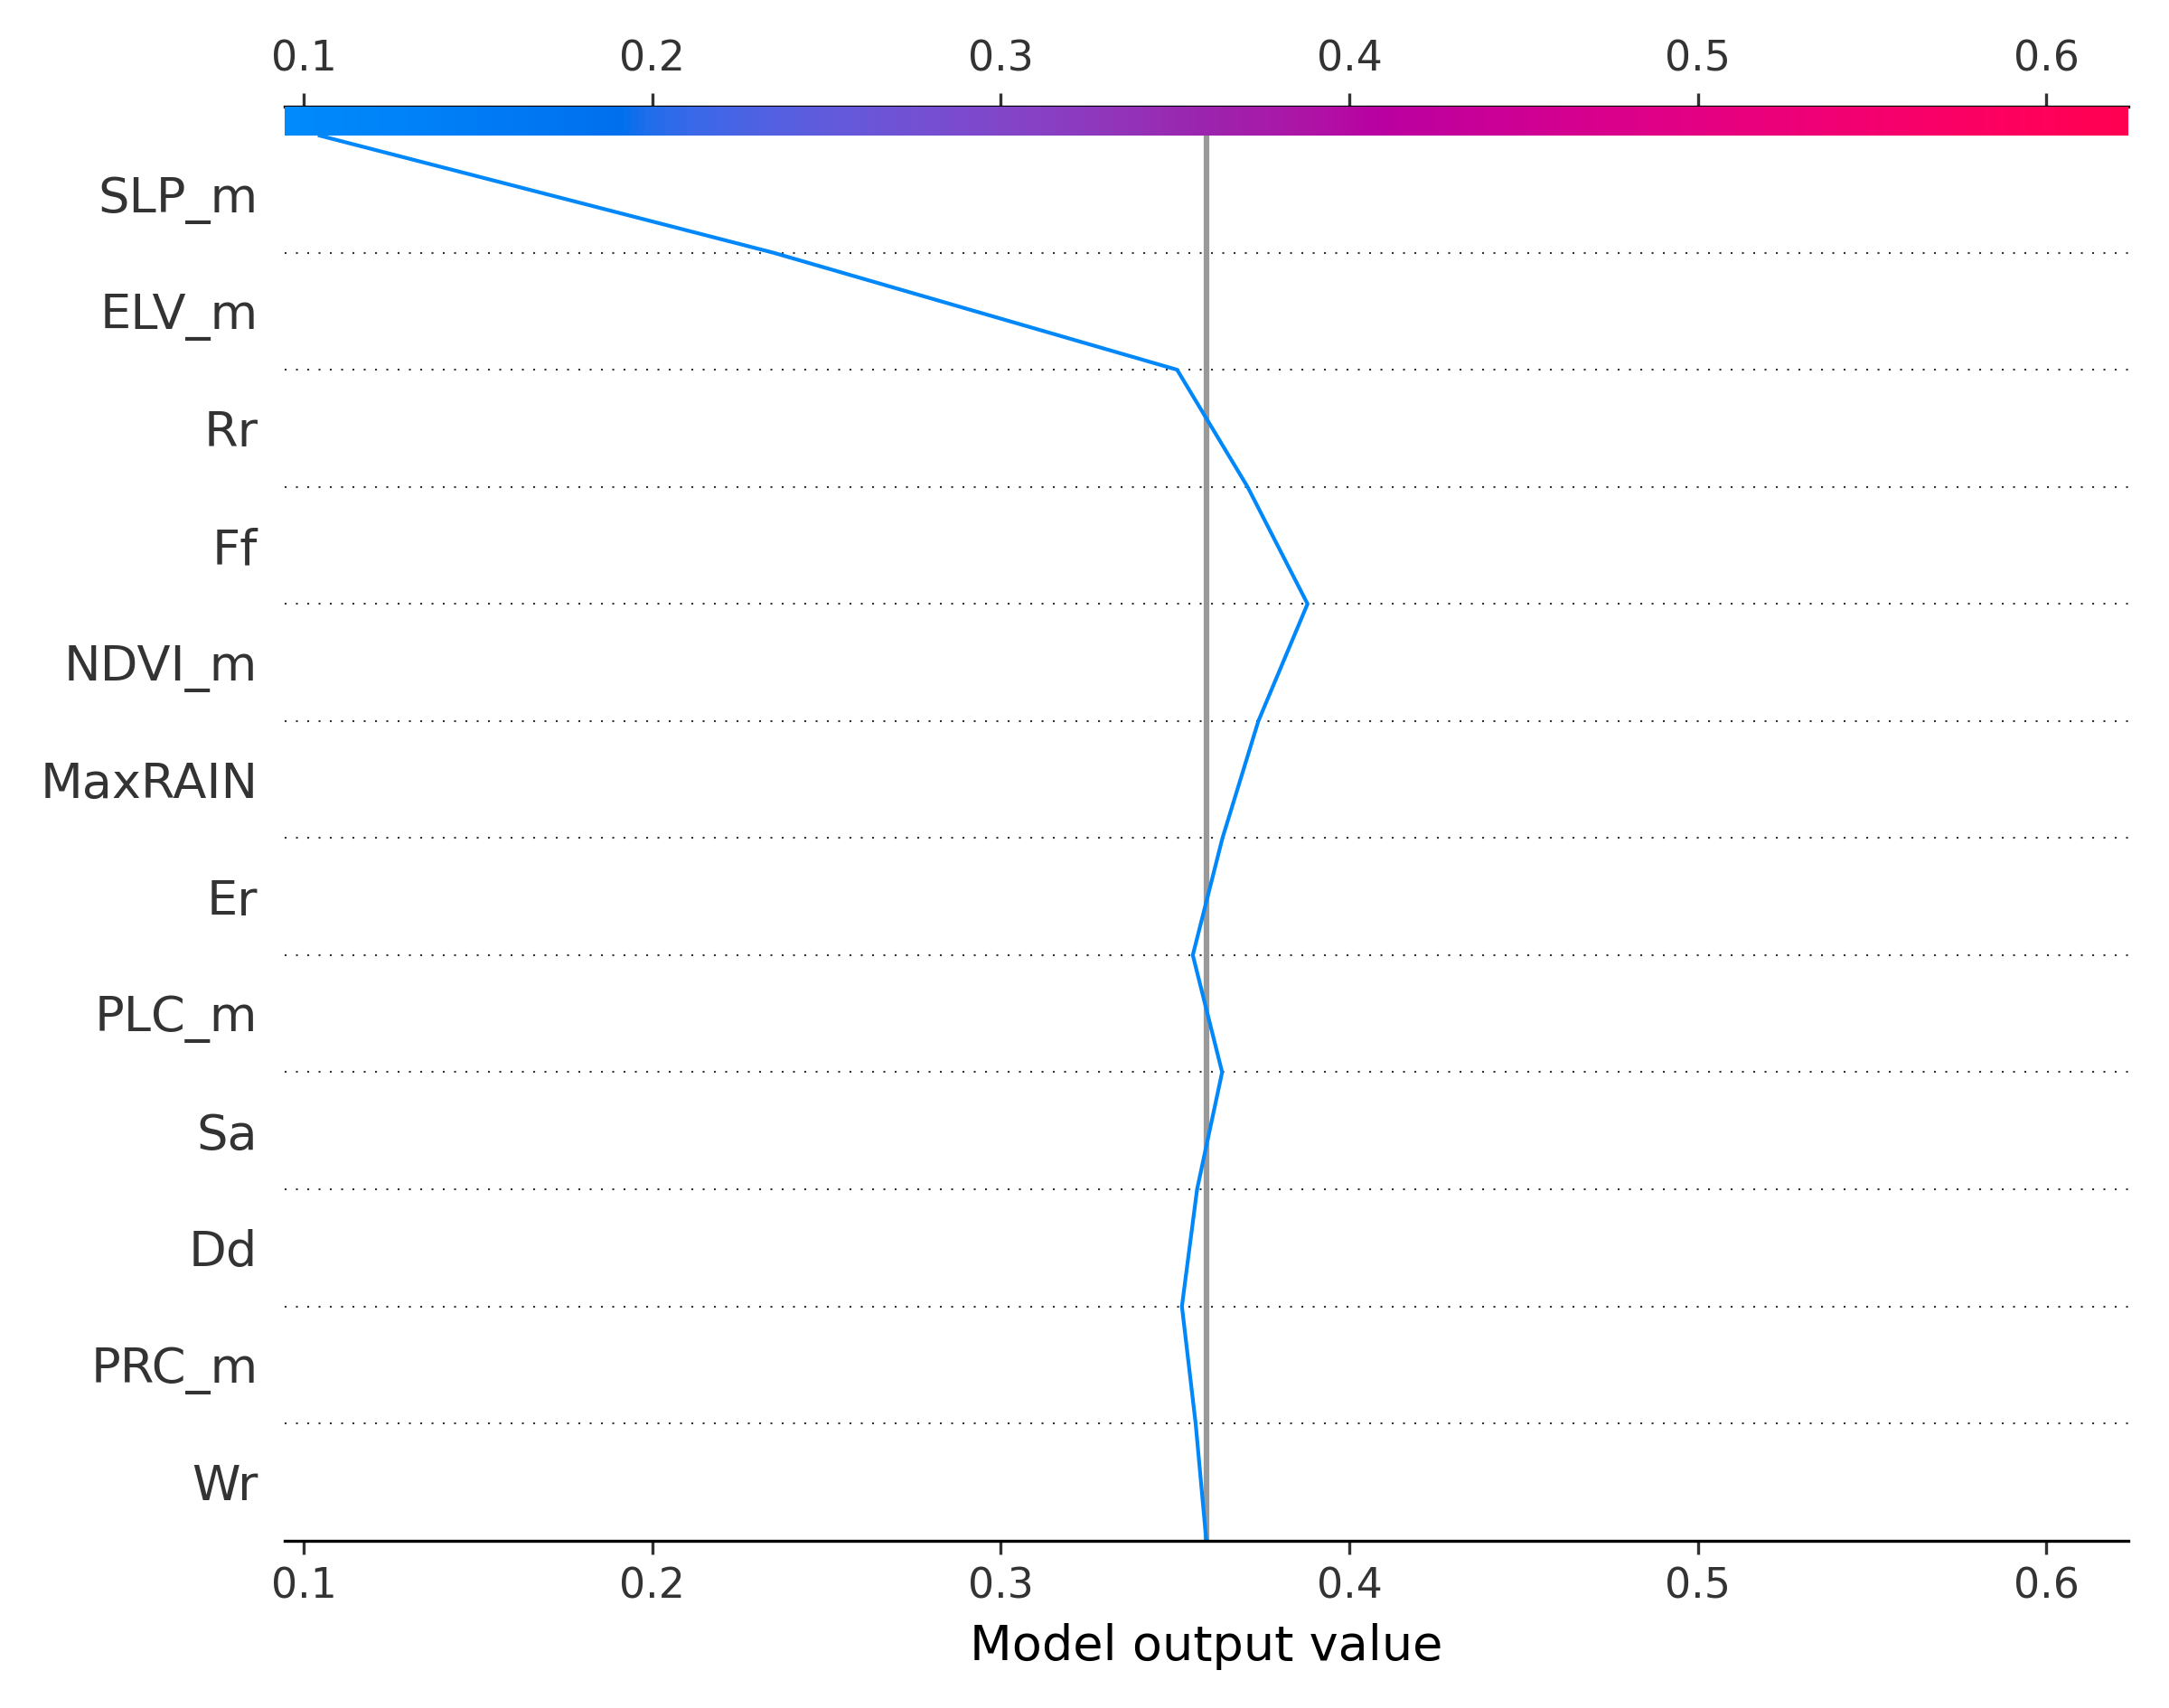 0.1 0.2 0.3 0.4 0.5 0.6
SLP_m
ELV_m
Rr
Ff
NDVI_m
MaxRAIN
Er
PLC_m
Sa
Dd
PRC_m
Wr
0.1 0.2 0.3 0.4 0.5 0.6
Model output value